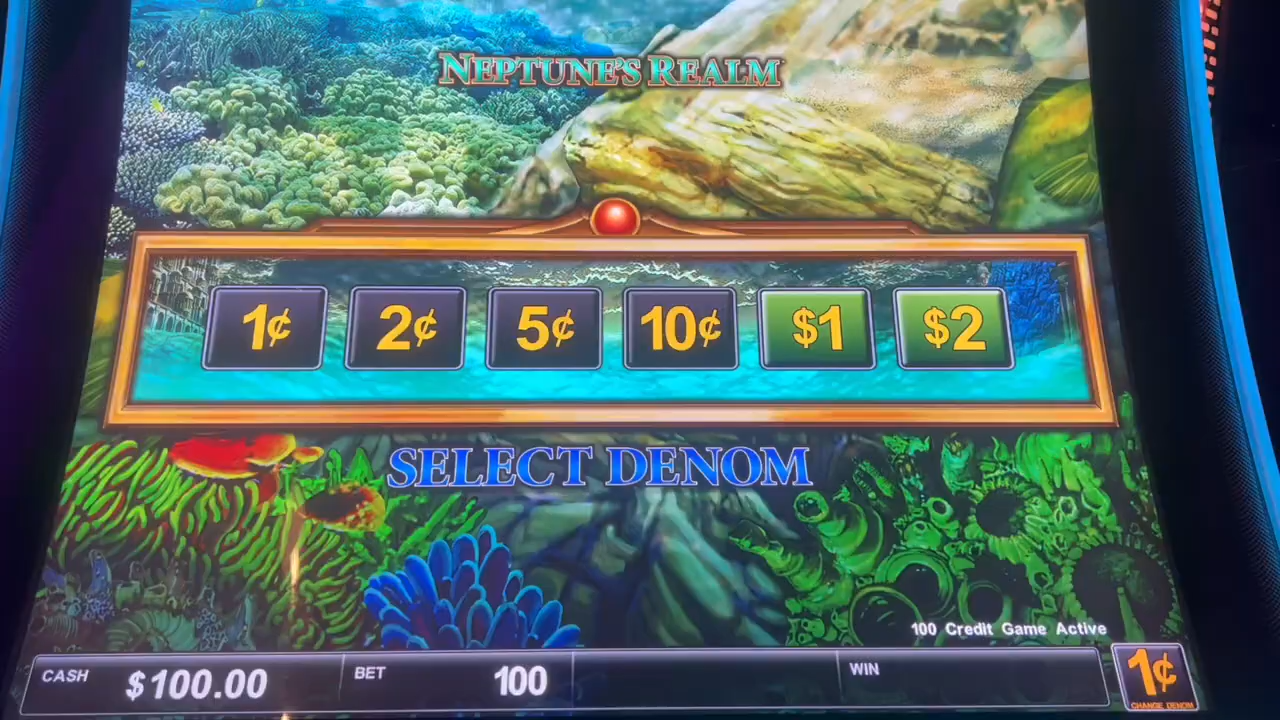 NEPTUNE'S REALM
1¢ 2¢ 5¢ 10¢ $1 $2
SELECT DENOM
100 Credit Game Active
CASH $100.00 BET 100 WIN 1¢
CHANGE DENOM